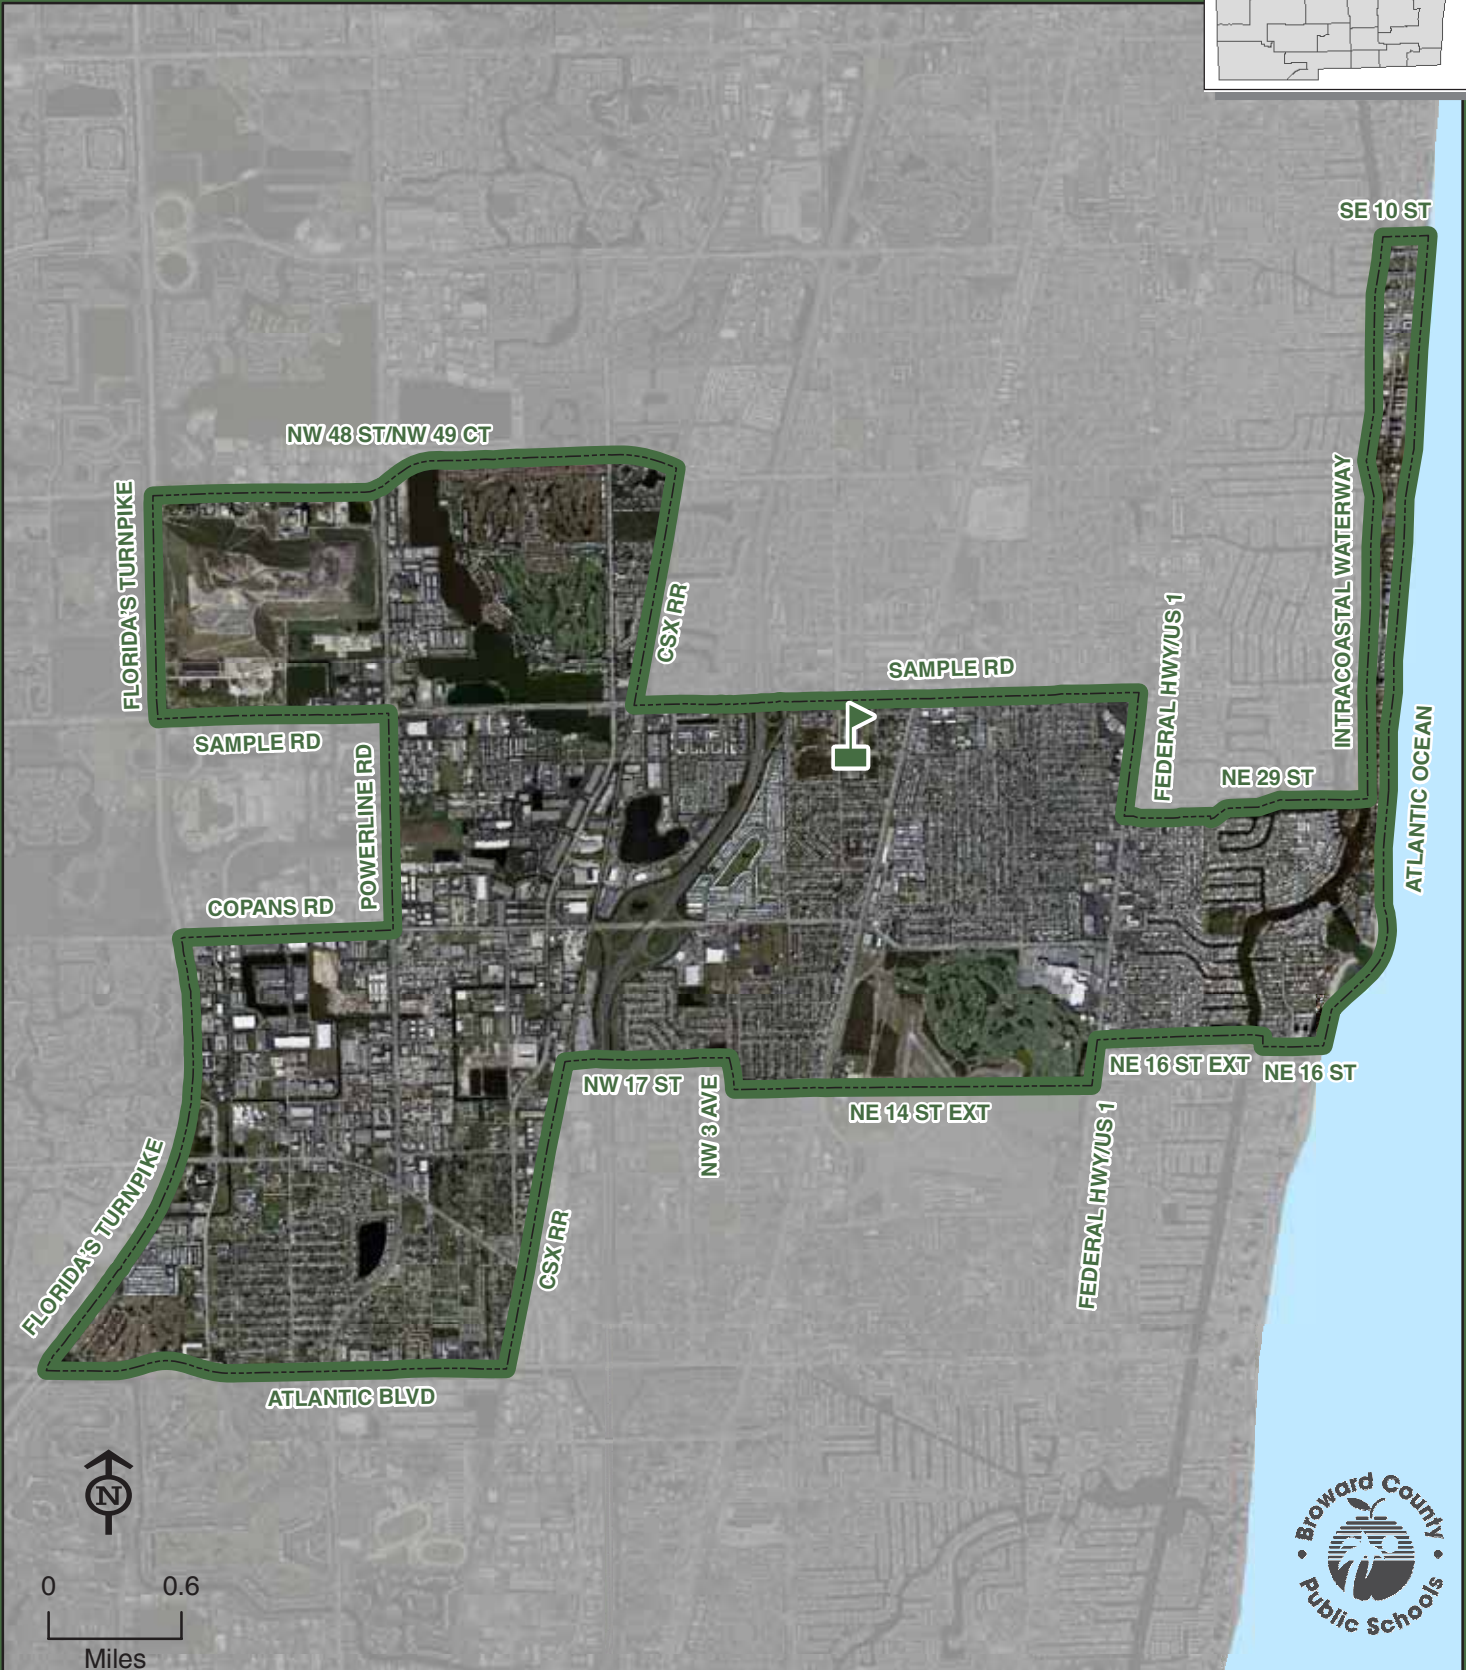 SE 10 ST
NW 48 ST/NW 49 CT
FLORIDA'S TURNPIKE
INTRACOASTAL WATERWAY
CSX RR
FEDERAL HWY/US 1
SAMPLE RD
SAMPLE RD
ATLANTIC OCEAN
POWERLINE RD
NE 29 ST
COPANS RD
NW 17 ST
NW 3 AVE
NE 16 ST EXT
NE 16 ST
NE 14 ST EXT
FEDERAL HWY/US 1
FLORIDA'S TURNPIKE
CSX RR
ATLANTIC BLVD
N
0 0.6
Miles
Broward County
• Public Schools •